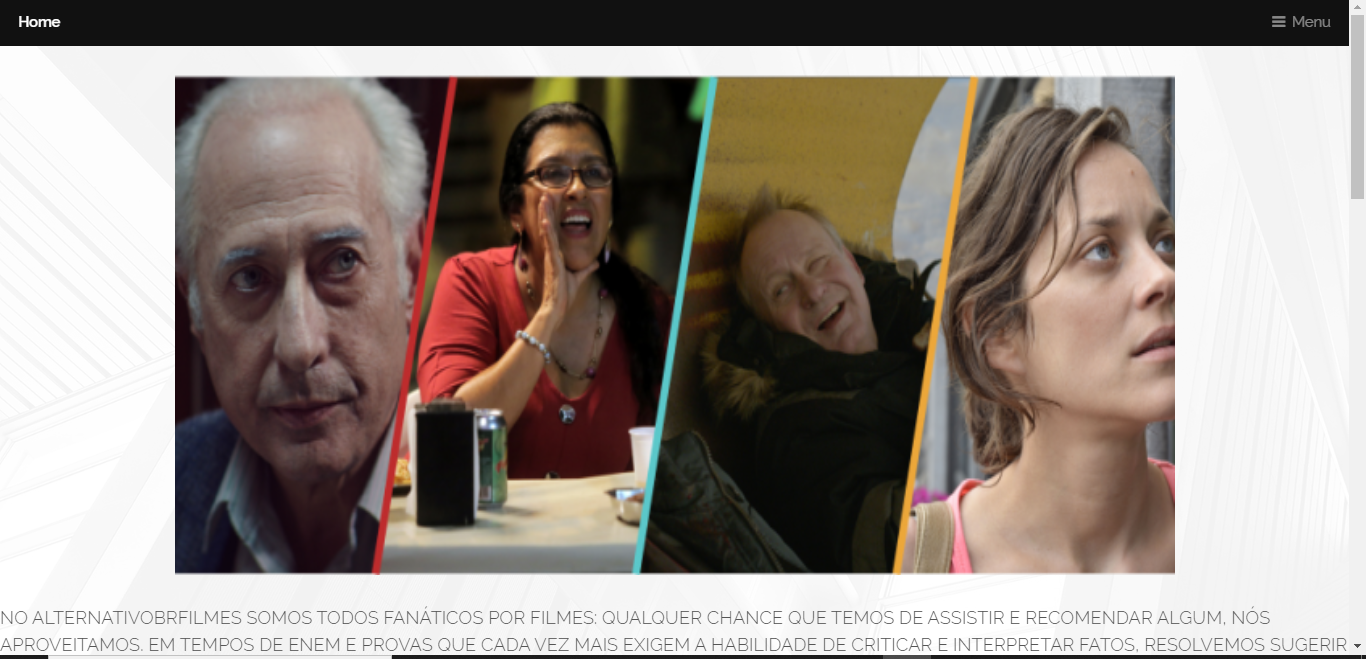 Home
Menu
NO ALTERNATIVOBRFILMES SOMOS TODOS FANÁTICOS POR FILMES: QUALQUER CHANCE QUE TEMOS DE ASSISTIR E RECOMENDAR ALGUM, NÓS
APROVEITAMOS. EM TEMPOS DE ENEM E PROVAS QUE CADA VEZ MAIS EXIGEM A HABILIDADE DE CRITICAR E INTERPRETAR FATOS, RESOLVEMOS SUGERIR